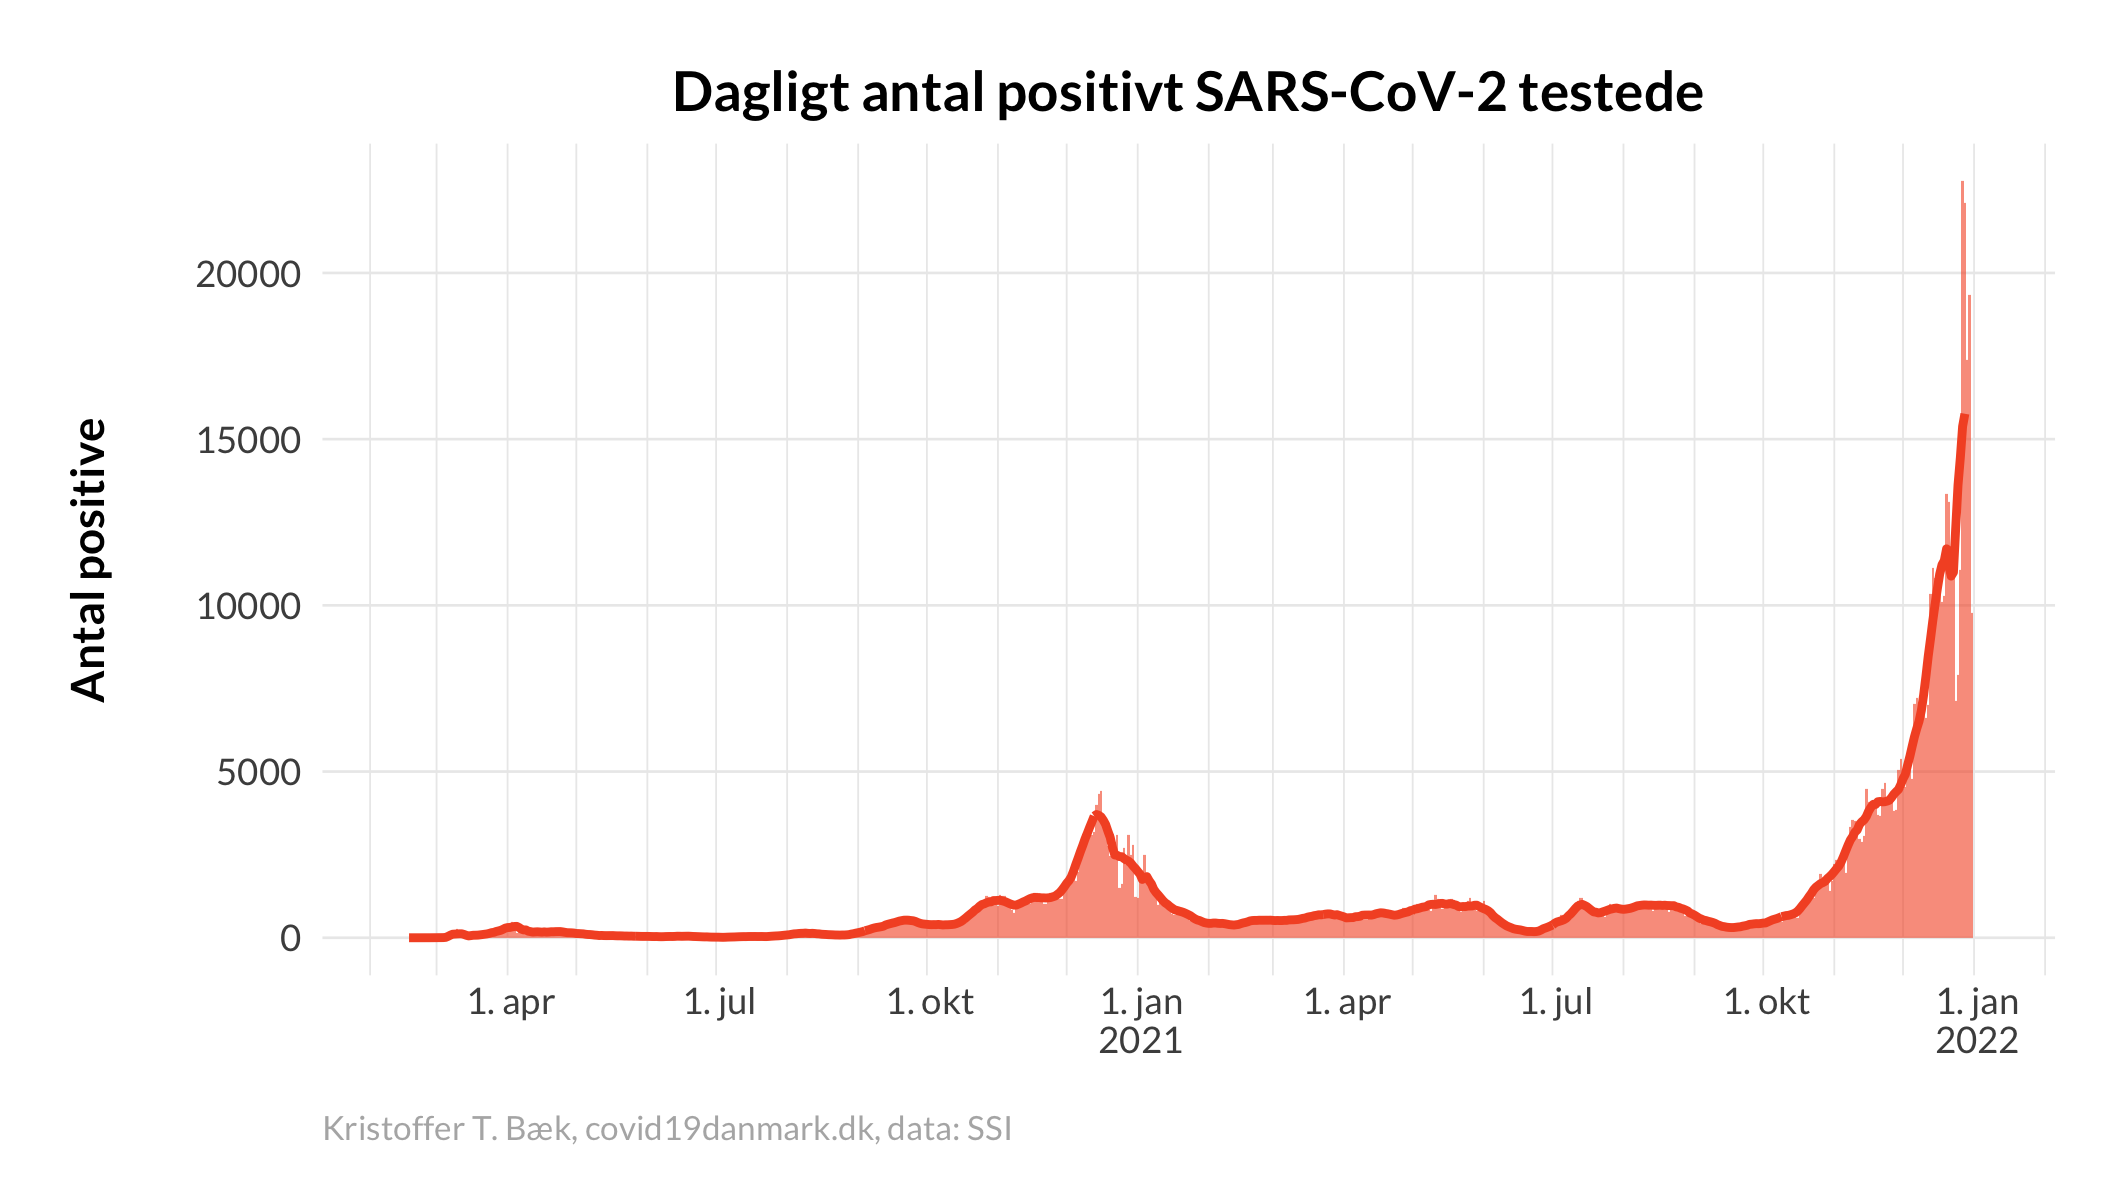 Dagligt antal positivt SARS-CoV-2 testede
Antal positive
20000
15000
10000
5000
0
1. apr
1. jul
1. okt
1. jan
2021
1. apr
1. jul
1. okt
1. jan
2022
Kristoffer T. Bæk, covid19danmark.dk, data: SSI